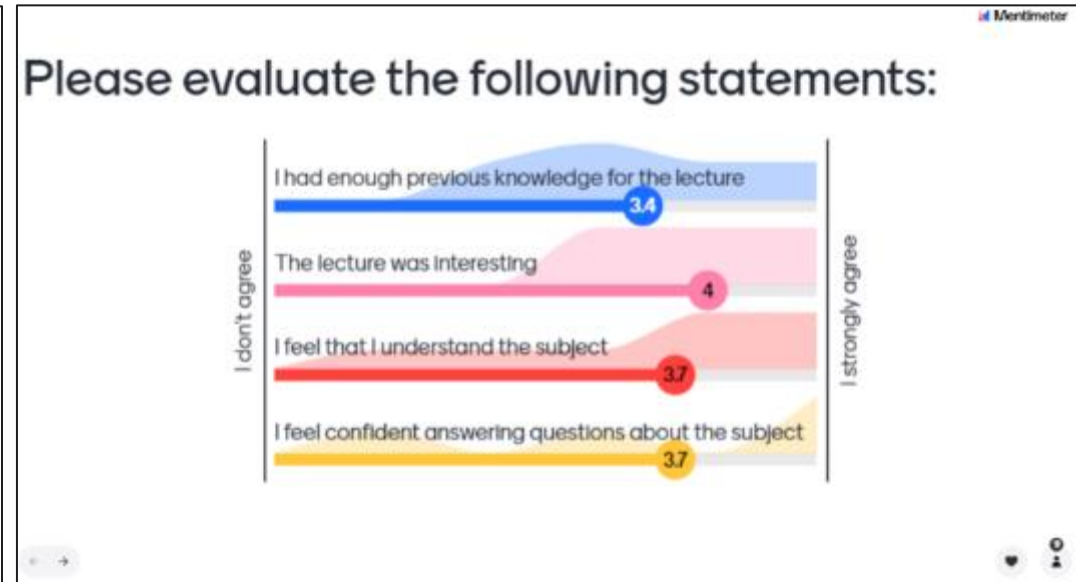 Mentimeter
Please evaluate the following statements:
I had enough previous knowledge for the lecture
3.4
The lecture was interesting
4
I feel that I understand the subject
3.7
I feel confident answering questions about the subject
3.7
I don't agree
I strongly agree